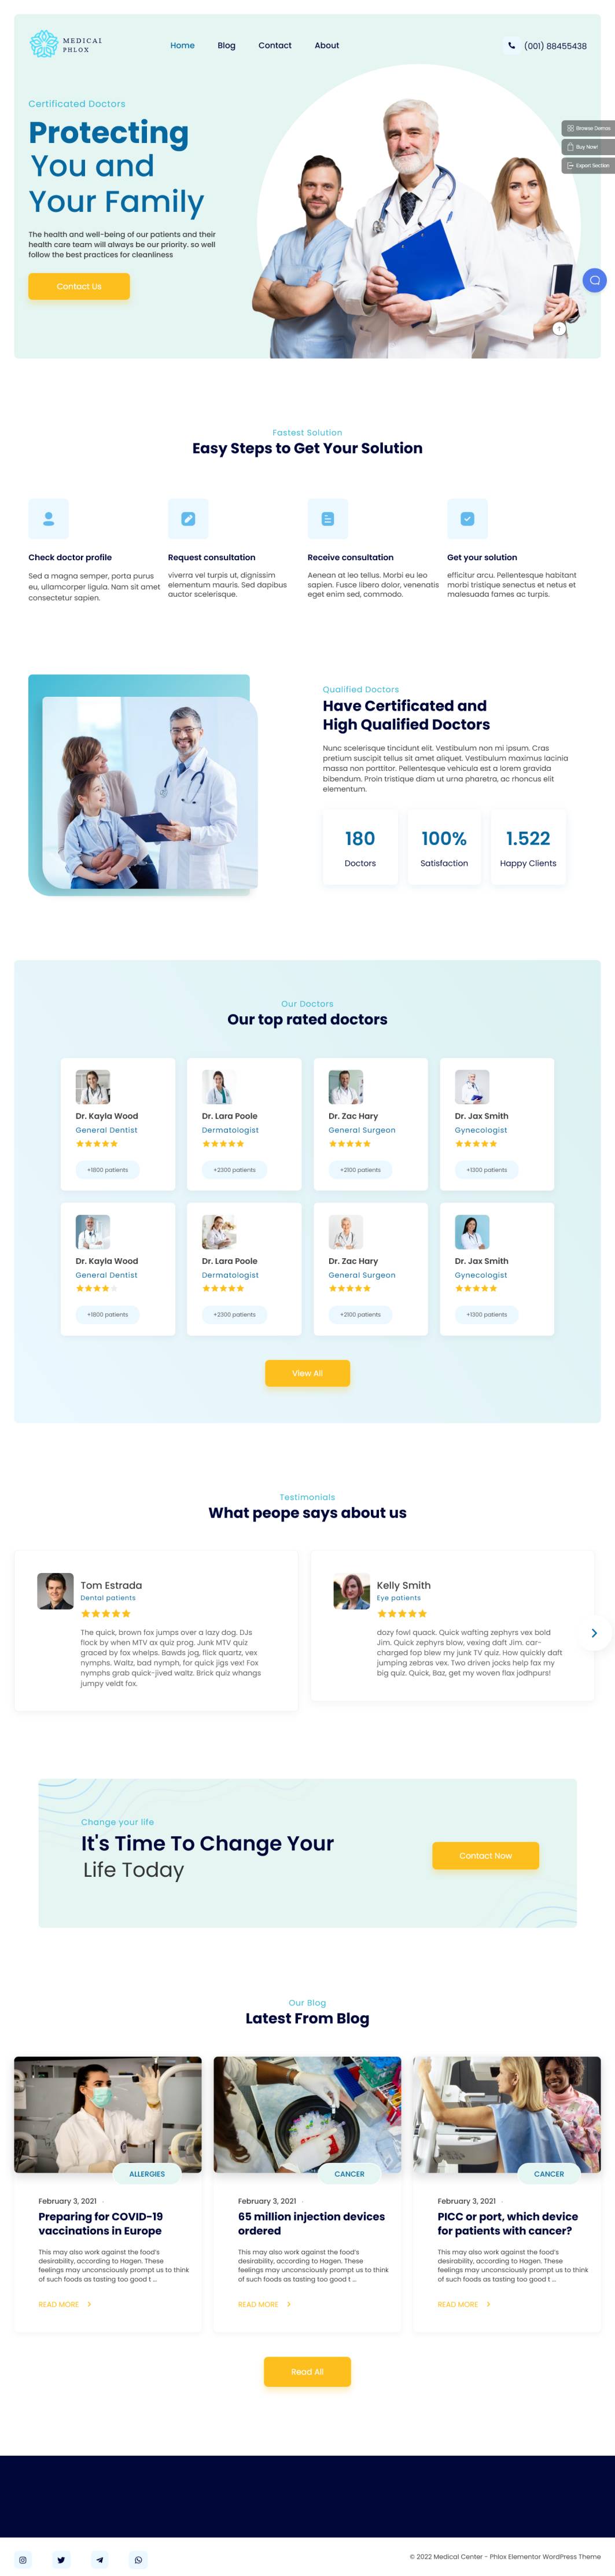 MEDICAL
PHLOX
Home
Blog
Contact
About
(001) 88455438
Certificated Doctors
Protecting
You and
Your Family
The health and well-being of our patients and their
health care team will always be our priority. so well
follow the best practices for cleanliness
Contact Us
Browse Demos
Buy Now!
Export Section
Fastest Solution
Easy Steps to Get Your Solution
Check doctor profile
Sed a magna semper, porta purus
eu, ullamcorper ligula. Nam sit amet
consectetur sapien.
Request consultation
viverra vel turpis ut, dignissim
elementum mauris. Sed dapibus
auctor scelerisque.
Receive consultation
Aenean at leo tellus. Morbi eu leo
sapien. Fusce libero dolor, venenatis
eget enim sed, commodo.
Get your solution
efficitur arcu. Pellentesque habitant
morbi tristique senectus et netus et
malesuada fames ac turpis.
Qualified Doctors
Have Certificated and
High Qualified Doctors
Nunc scelerisque tincidunt elit. Vestibulum non mi ipsum. Cras
pretium suscipit tellus sit amet aliquet. Vestibulum maximus lacinia
massa non porttitor. Pellentesque vehicula est a lorem gravida
bibendum. Proin tristique diam ut urna pharetra, ac rhoncus elit
elementum.
180
Doctors
100%
Satisfaction
1.522
Happy Clients
Our Doctors
Our top rated doctors
Dr. Kayla Wood
General Dentist
+1800 patients
Dr. Lara Poole
Dermatologist
+2300 patients
Dr. Zac Hary
General Surgeon
+2100 patients
Dr. Jax Smith
Gynecologist
+1300 patients
Dr. Kayla Wood
General Dentist
+1800 patients
Dr. Lara Poole
Dermatologist
+2300 patients
Dr. Zac Hary
General Surgeon
+2100 patients
Dr. Jax Smith
Gynecologist
+1300 patients
View All
Testimonials
What peope says about us
Tom Estrada
Dental patients
The quick, brown fox jumps over a lazy dog. DJs
flock by when MTV ax quiz prog. Junk MTV quiz
graced by fox whelps. Bawds jog, flick quartz, vex
nymphs. Waltz, bad nymph, for quick jigs vex! Fox
nymphs grab quick-jived waltz. Brick quiz whangs
jumpy veldt fox.
Kelly Smith
Eye patients
dozy fowl quack. Quick wafting zephyrs vex bold
Jim. Quick zephyrs blow, vexing daft Jim. car-
charged fop blew my junk TV quiz. How quickly daft
jumping zebras vex. Two driven jocks help fax my
big quiz. Quick, Baz, get my woven flax jodhpurs!
Change your life
It's Time To Change Your
Life Today
Contact Now
Our Blog
Latest From Blog
ALLERGIES
February 3, 2021
Preparing for COVID-19
vaccinations in Europe
This may also work against the food's
desirability, according to Hagen. These
feelings may unconsciously prompt us to think
of such foods as tasting too good t ...
READ MORE
CANCER
February 3, 2021
65 million injection devices
ordered
This may also work against the food's
desirability, according to Hagen. These
feelings may unconsciously prompt us to think
of such foods as tasting too good t ...
READ MORE
CANCER
February 3, 2021
PICC or port, which device
for patients with cancer?
This may also work against the food's
desirability, according to Hagen. These
feelings may unconsciously prompt us to think
of such foods as tasting too good t ...
READ MORE
Read All
© 2022 Medical Center - Phlox Elementor WordPress Theme